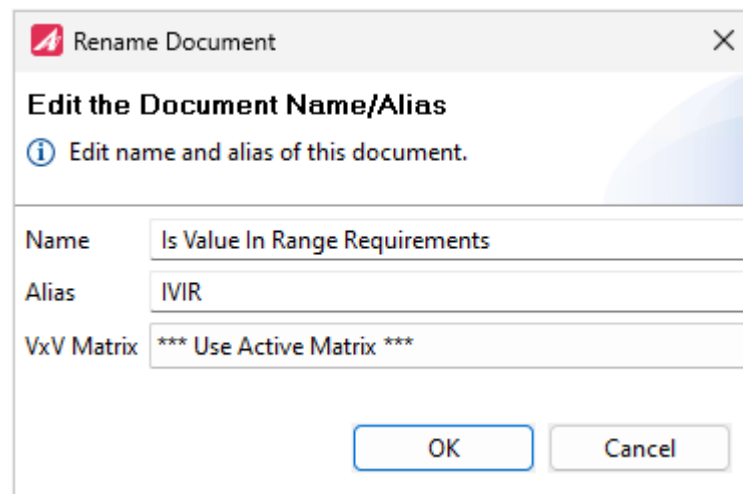 Rename Document
Edit the Document Name/Alias
Edit name and alias of this document.
Name Is Value In Range Requirements
Alias IVIR
VxV Matrix *** Use Active Matrix ***
OK Cancel